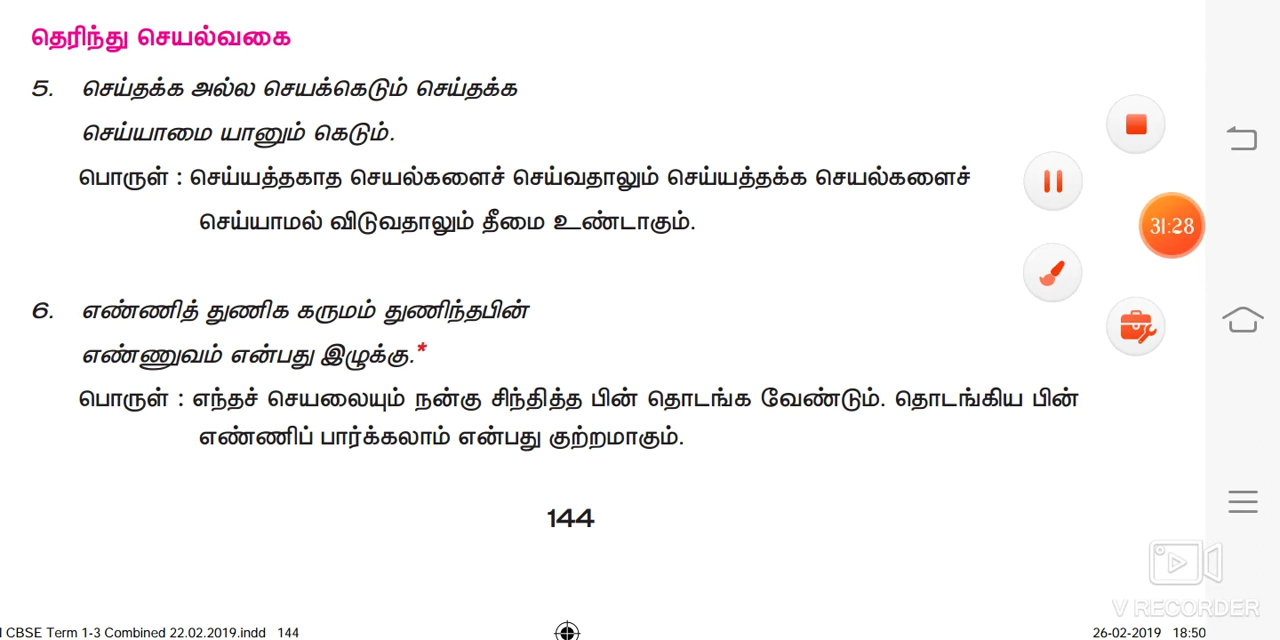 தெரிந்து செயல்வகை
5. செய்தக்க அல்ல செயக்கெடும் செய்தக்க
செய்யாமை யானும் கெடும்.
பொருள் : செய்யத்தகாத செயல்களைச் செய்வதாலும் செய்யத்தக்க செயல்களைச்
செய்யாமல் விடுவதாலும் தீமை உண்டாகும்.
31:28
6. எண்ணித் துணிக கருமம் துணிந்தபின்
எண்ணுவம் என்பது இழுக்கு.*
பொருள் : எந்தச் செயலையும் நன்கு சிந்தித்த பின் தொடங்க வேண்டும். தொடங்கிய பின்
எண்ணிப் பார்க்கலாம் என்பது குற்றமாகும்.
144
V RECORDER
CBSE Term 1-3 Combined 22.02.2019.indd 144
26-02-2019 18:50